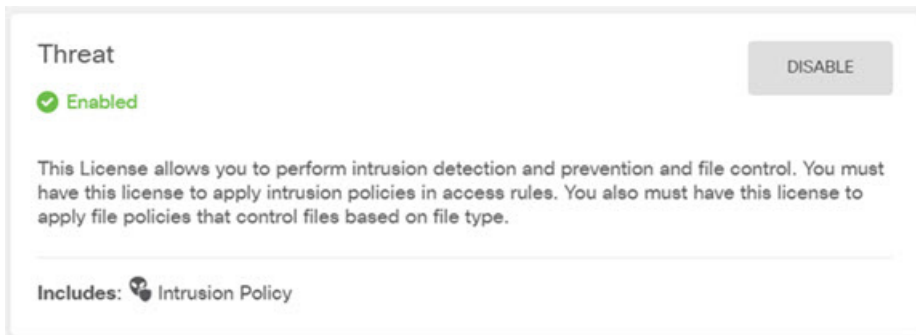 Threat
DISABLE
Enabled
This License allows you to perform intrusion detection and prevention and file control. You must
have this license to apply intrusion policies in access rules. You also must have this license to
apply file policies that control files based on file type.
Includes: Intrusion Policy